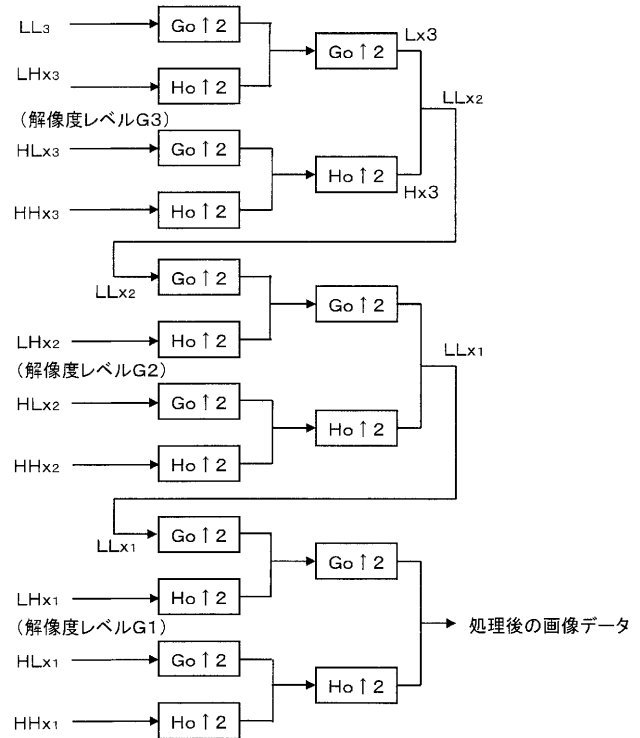 LL3
Go↑2
Lx3
Go↑2
LHx3
Ho↑2
LLx2
(解像度レベルG3)
HLx3
Go↑2
Ho↑2
Hx3
HHx3
Ho↑2
LLx2
Go↑2
Go↑2
LHx2
Ho↑2
LLx1
(解像度レベルG2)
HLx2
Go↑2
Ho↑2
HHx2
Ho↑2
LLx1
Go↑2
Go↑2
LHx1
Ho↑2
(解像度レベルG1)
処理後の画像データ
HLx1
Go↑2
Ho↑2
HHx1
Ho↑2